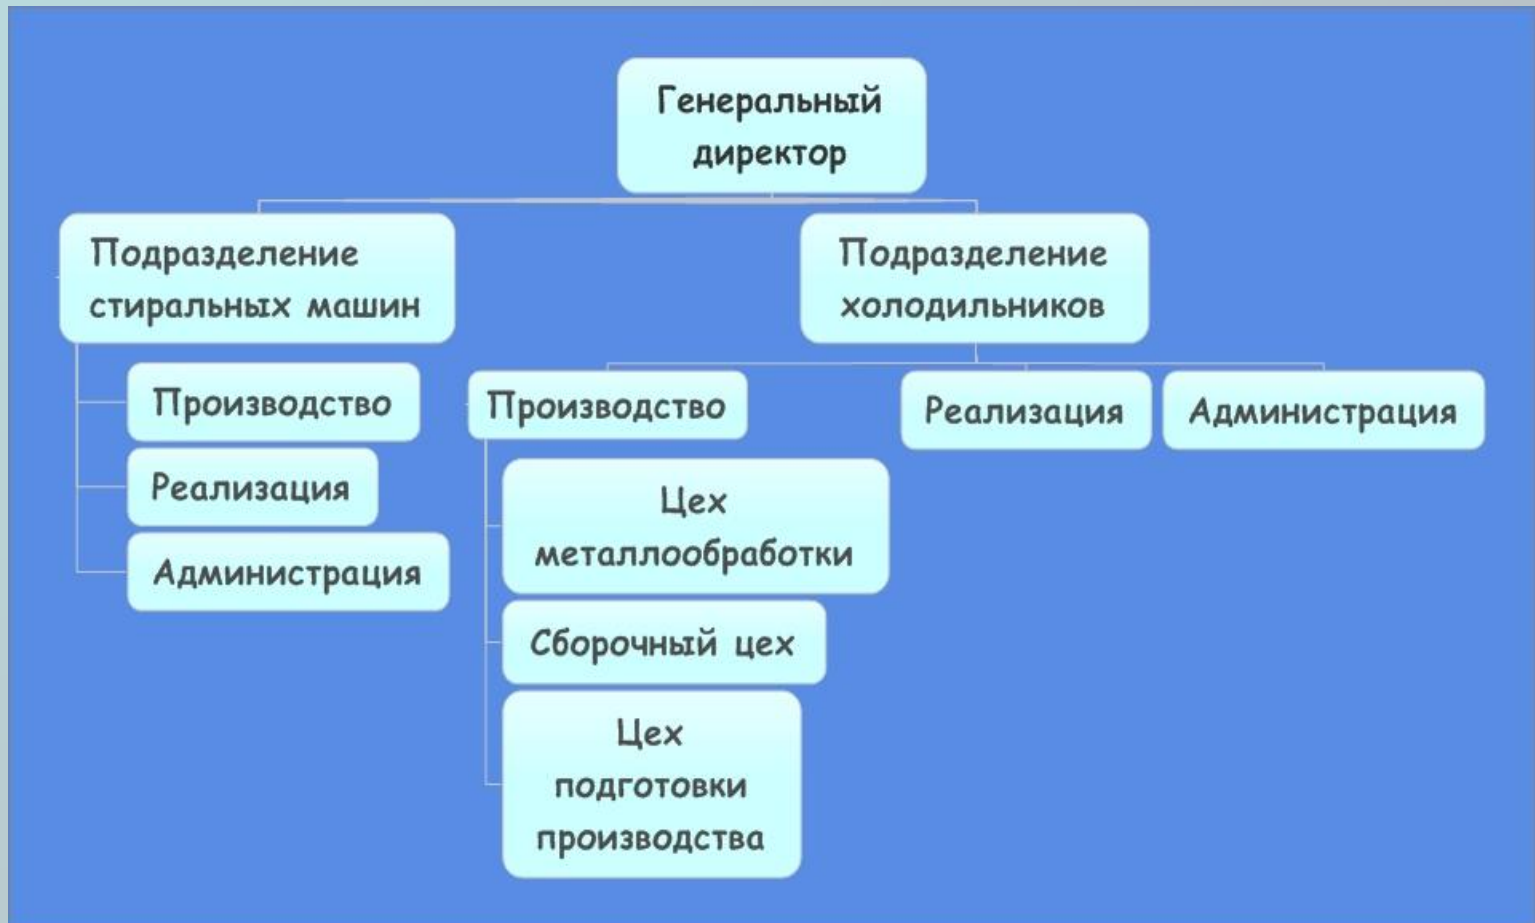 Генеральный
директор
Подразделение
стиральных машин
Подразделение
холодильников
Производство
Реализация
Администрация
Производство
Реализация
Администрация
Цех
металлообработки
Сборочный цех
Цех
подготовки
производства